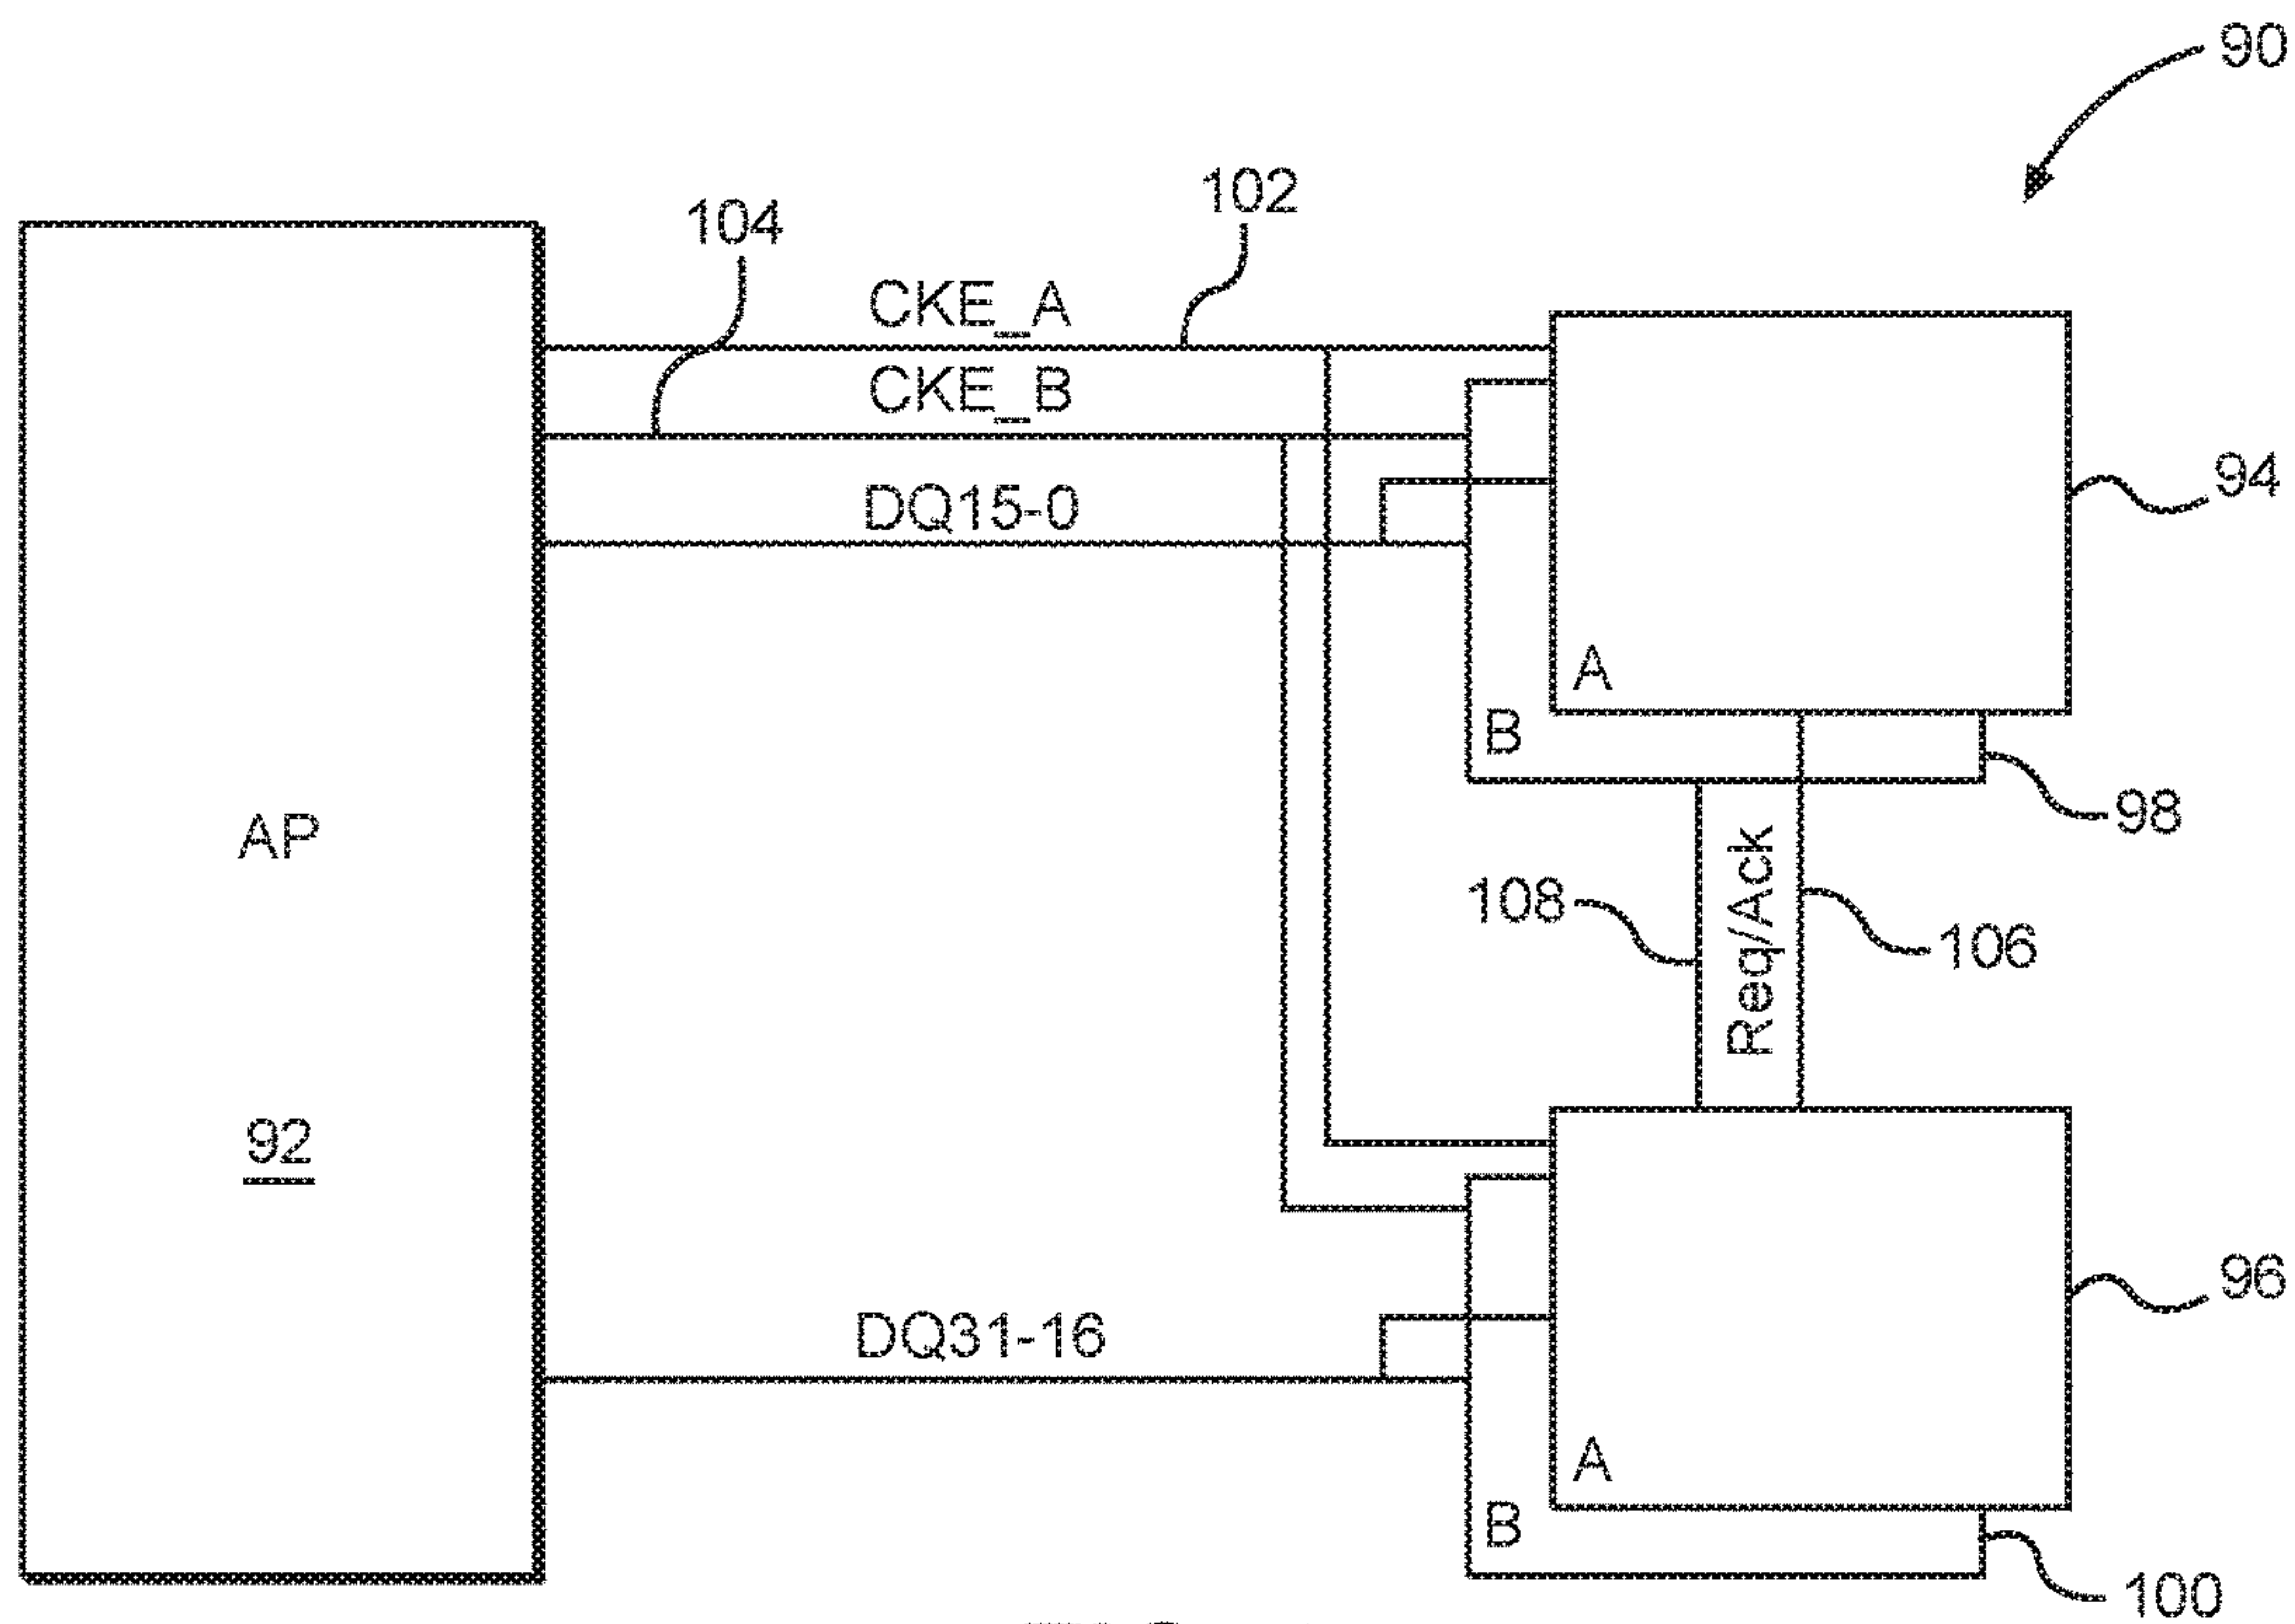 90
102
104
CKE_A
CKE_B
94
DQ15-0
A
B
98
AP
Req/Ack
108
106
92
96
DQ31-16
A
B
100